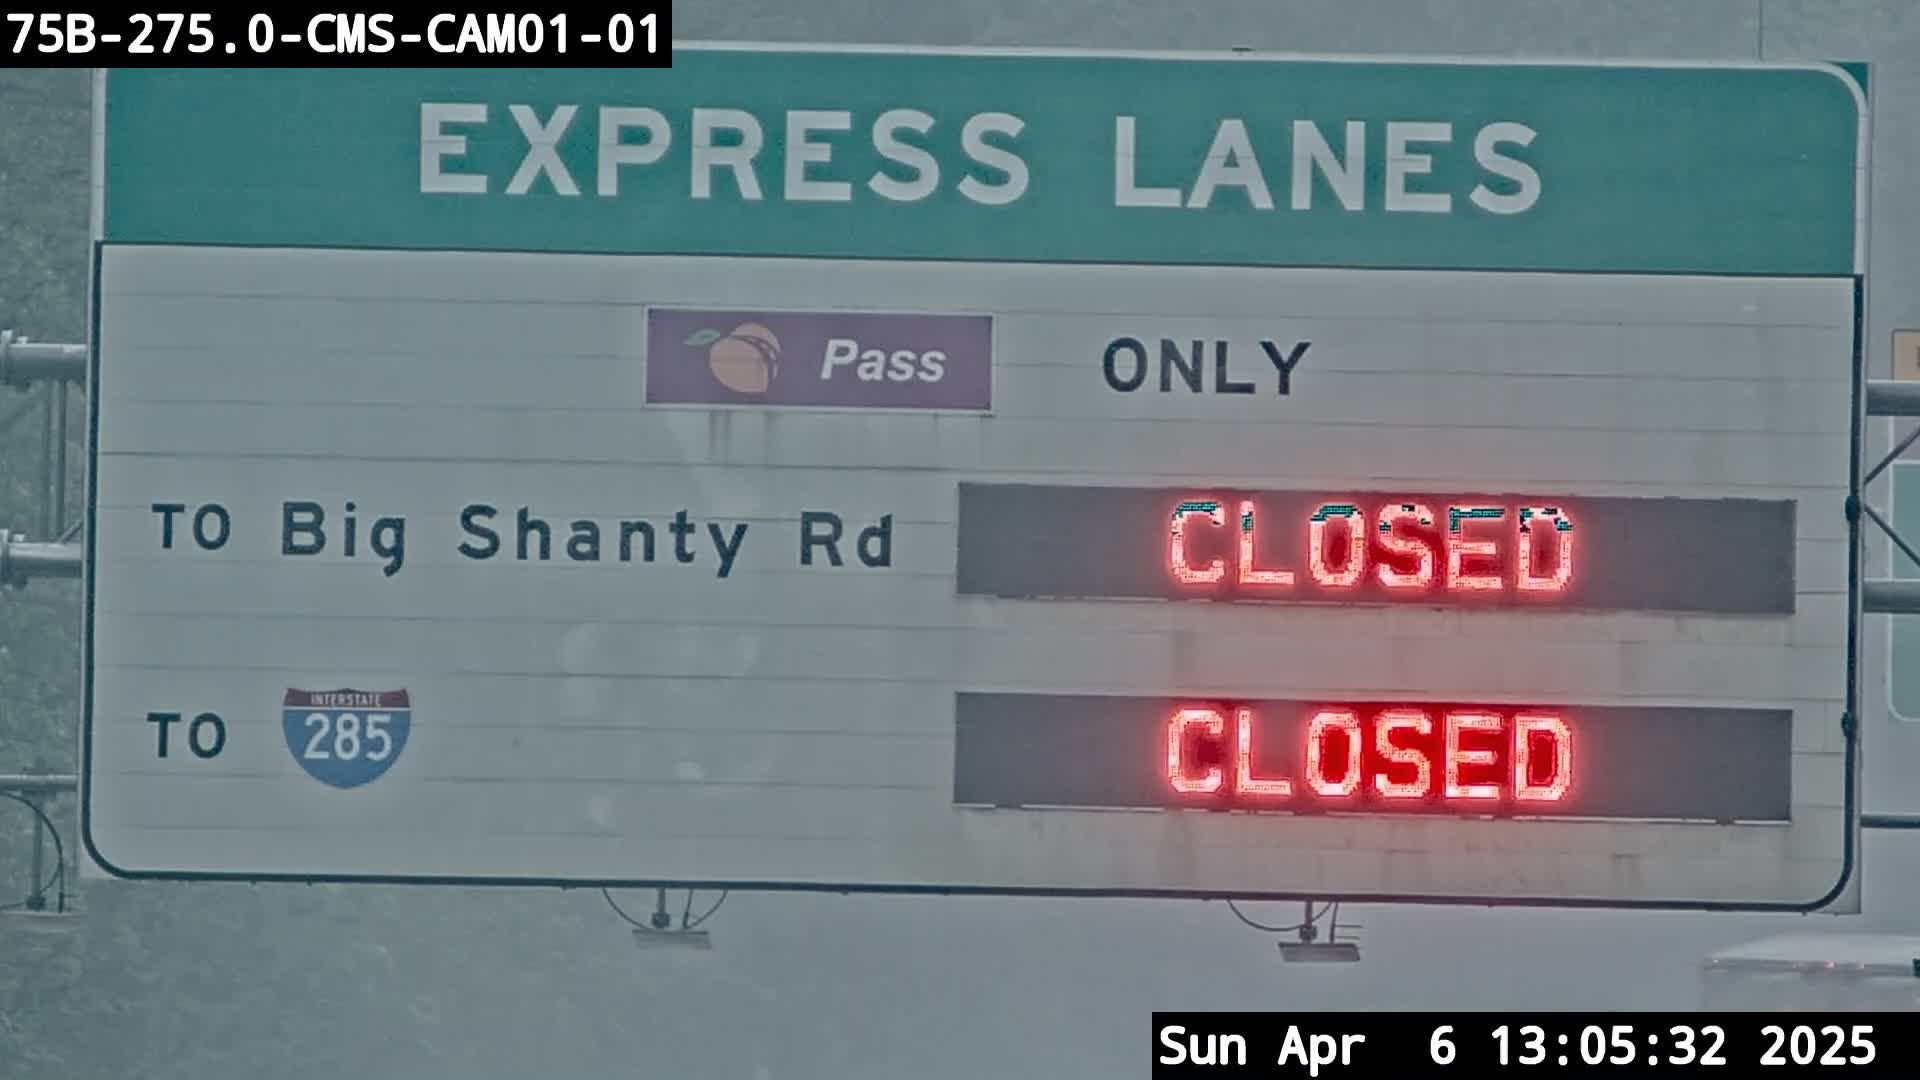 75B-275.0-CMS-CAM01-01
EXPRESS LANES
Pass ONLY
TO Big Shanty Rd CLOSED
TO INTERSTATE 285 CLOSED
Sun Apr 6 13:05:32 2025